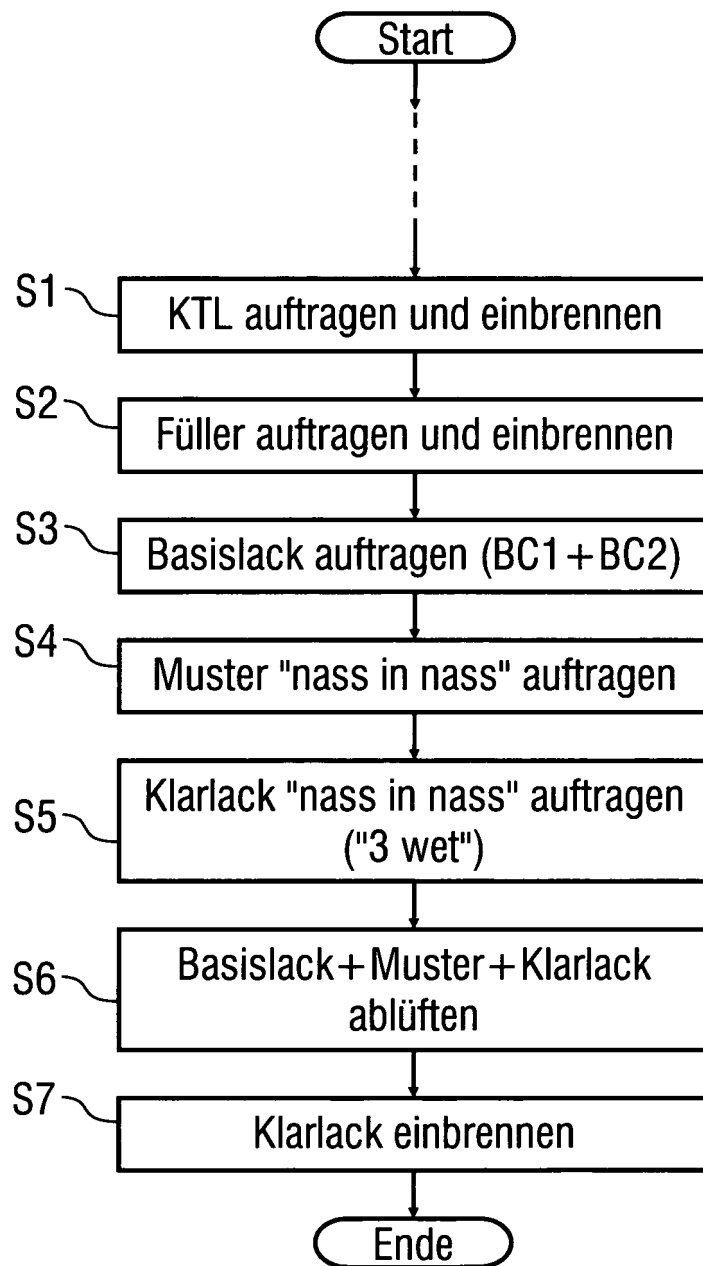 Start
S1
KTL auftragen und einbrennen
S2
Füller auftragen und einbrennen
S3
Basislack auftragen (BC1+BC2)
S4
Muster "nass in nass" auftragen
S5
Klarlack "nass in nass" auftragen
("3 wet")
S6
Basislack+Muster+Klarlack
ablüften
S7
Klarlack einbrennen
Ende